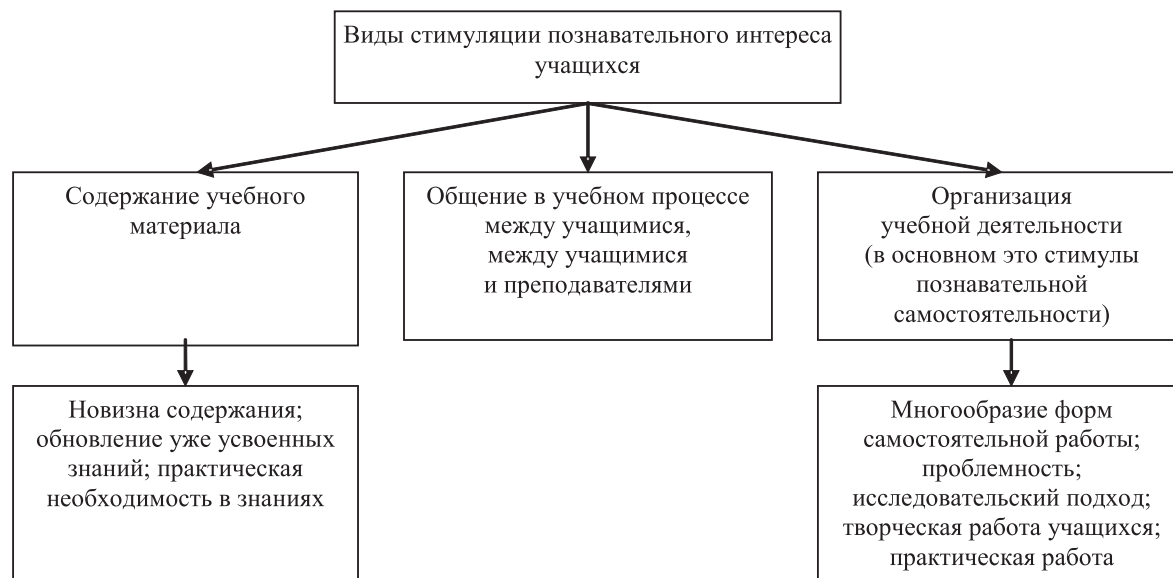 Виды стимуляции познавательного интереса
учащихся
Содержание учебного
материала
Общение в учебном процессе
между учащимися,
между учащимися
и преподавателями
Организация
учебной деятельности
(в основном это стимулы
познавательной
самостоятельности)
Новизна содержания;
обновление уже усвоенных
знаний; практическая
необходимость в знаниях
Многообразие форм
самостоятельной работы;
проблемность;
исследовательский подход;
творческая работа учащихся;
практическая работа